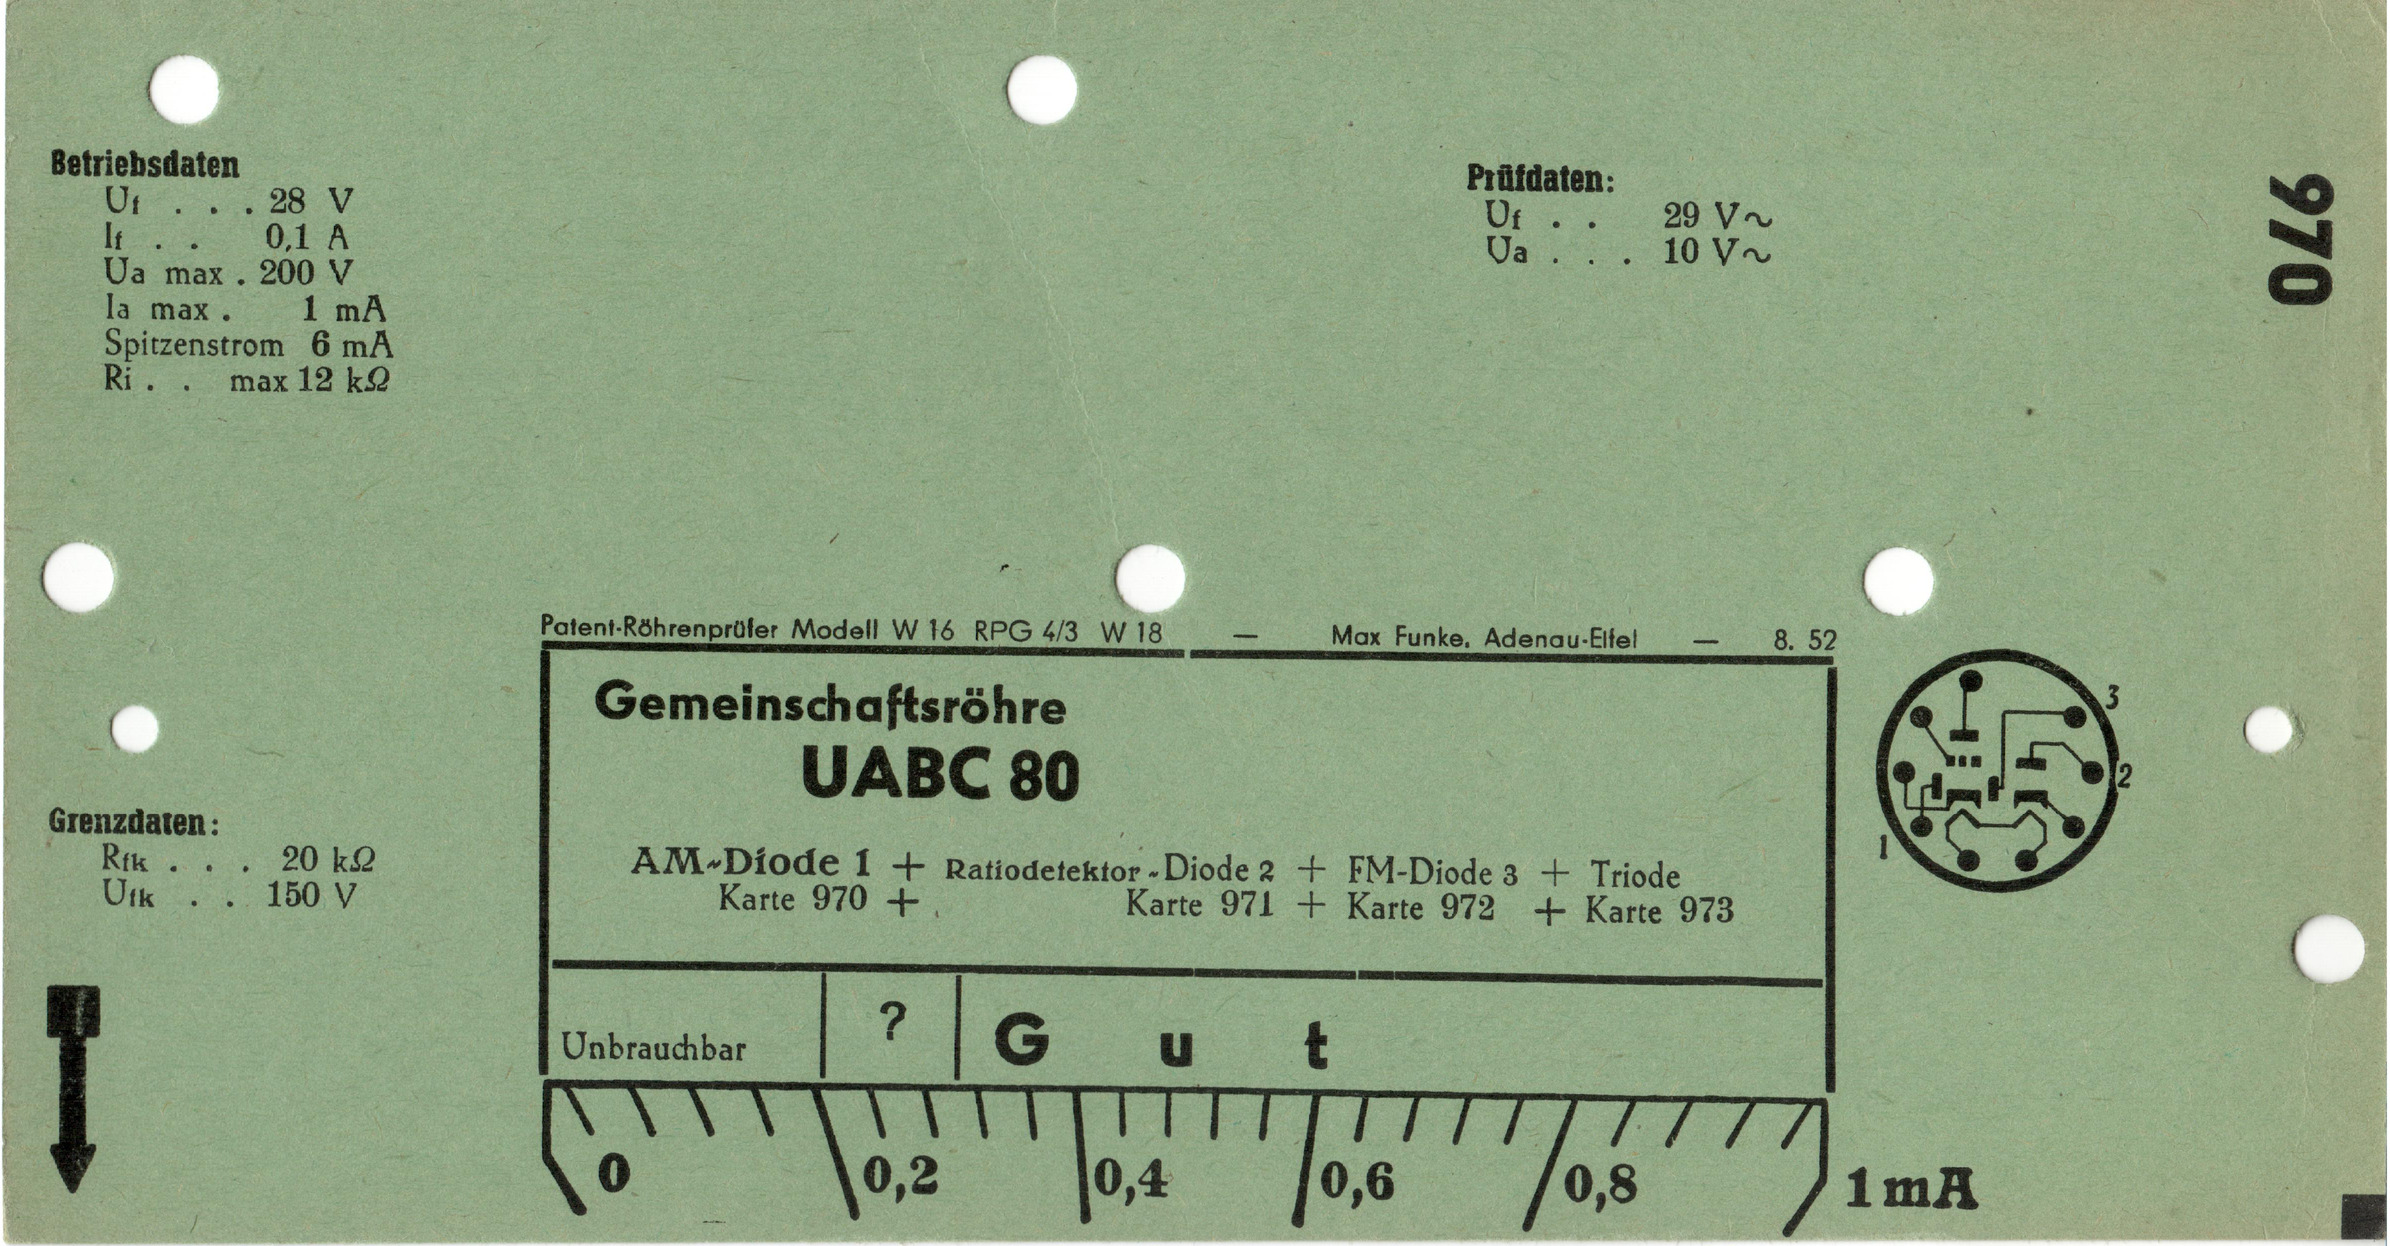 Betriebsdaten
Uf . . . 28 V
If . . 0,1 A
Ua max . 200 V
Ia max . 1 mA
Spitzenstrom 6 mA
Ri . . max 12 kΩ
Prüfdaten:
Uf . . 29 V~
Ua . . . 10 V~
970
Patent-Röhrenprüfer Modell W 16 RPG 4/3 W 18 — Max Funke, Adenau-Eifel — 8. 52
Gemeinschaftsröhre
UABC 80
AM-Diode 1 + Ratiodetektor-Diode 2 + FM-Diode 3 + Triode
Karte 970 + Karte 971 + Karte 972 + Karte 973
3
2
1
Grenzdaten:
Rfk . . . 20 kΩ
Ufk . . 150 V
Unbrauchbar ? Gut
0 0,2 0,4 0,6 0,8 1 mA